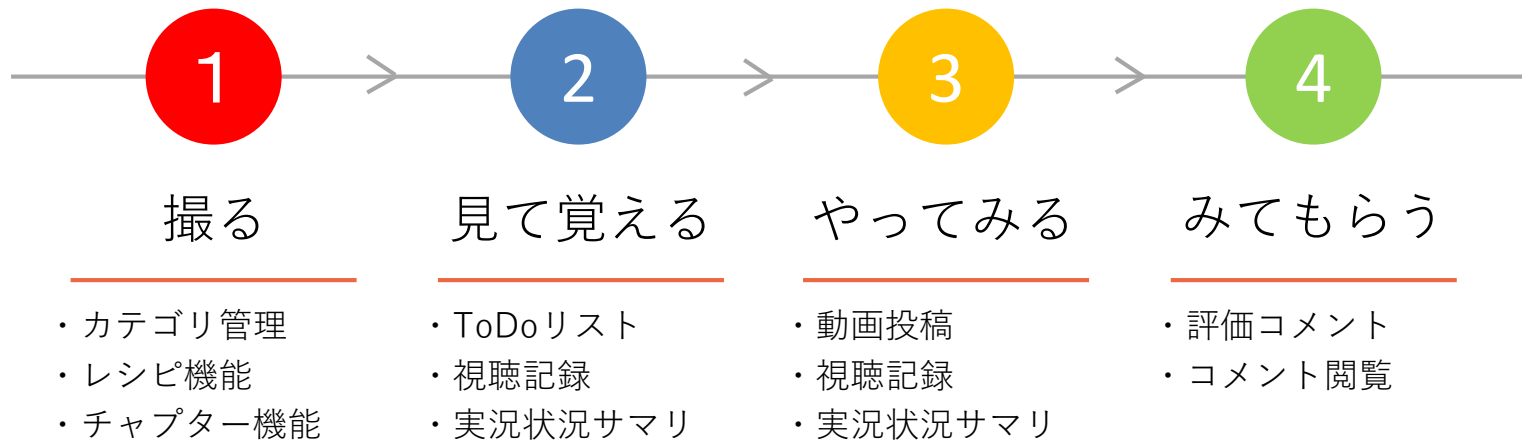 1
2
3
4
撮る
見て覚える
やってみる
みてもらう
・カテゴリ管理
・レシピ機能
・チャプター機能
・ToDoリスト
・視聴記録
・実況状況サマリ
・動画投稿
・視聴記録
・実況状況サマリ
・評価コメント
・コメント閲覧